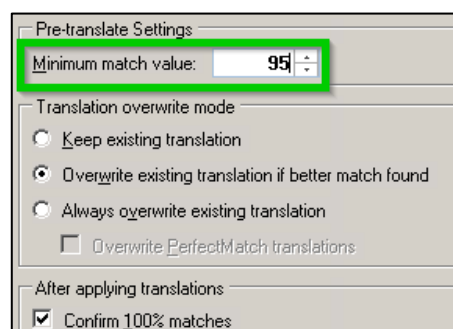 Pre-translate Settings
Minimum match value: 95
Translation overwrite mode
Keep existing translation
Overwrite existing translation if better match found
Always overwrite existing translation
Overwrite PerfectMatch translations
After applying translations
Confirm 100% matches